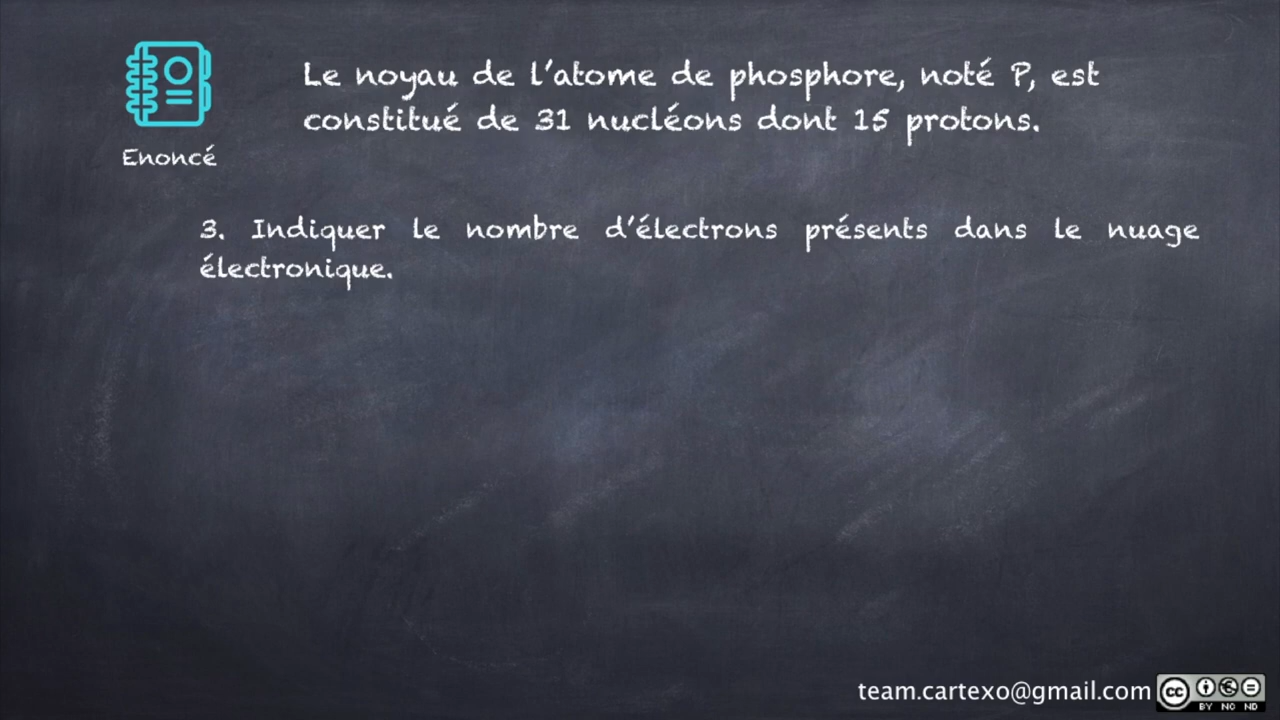 Le noyau de l'atome de phosphore, noté P, est
constitué de 31 nucléons dont 15 protons.
Enoncé
3. Indiquer le nombre d'électrons présents dans le nuage
électronique.
team.cartexo@gmail.com
cc
BY NC ND